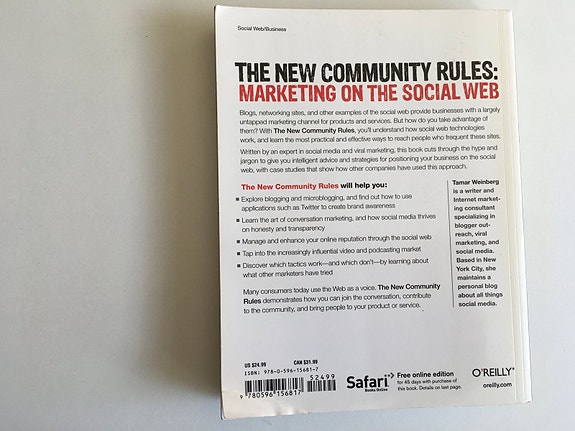 Social Web/Business
THE NEW COMMUNITY RULES:
MARKETING ON THE SOCIAL WEB
Blogs, networking sites, and other examples of the social web provide businesses with a largely
untapped marketing channel for products and services. But how do you take advantage of
them? With The New Community Rules, you'll understand how social web technologies
work, and learn the most practical and effective ways to reach people who frequent these sites.
Written by an expert in social media and viral marketing, this book cuts through the hype and
jargon to give you intelligent advice and strategies for positioning your business on the social
web, with case studies that show how other companies have used this approach.
The New Community Rules will help you:
■ Explore blogging and microblogging, and find out how to use
applications such as Twitter to create brand awareness
■ Learn the art of conversation marketing, and how social media thrives
on honesty and transparency
■ Manage and enhance your online reputation through the social web
■ Tap into the increasingly influential video and podcasting market
■ Discover which tactics work—and which don't—by learning about
what other marketers have tried
Many consumers today use the Web as a voice. The New Community
Rules demonstrates how you can join the conversation, contribute
to the community, and bring people to your product or service.
Tamar Weinberg
is a writer and
Internet market-
ing consultant
specializing in
blogger out-
reach, viral
marketing, and
social media.
Based in New
York City, she
maintains a
personal blog
about all things
social media.
US $24.99 CAN $31.99
ISBN: 978-0-596-15681-7
52499
9 780596 156817
Safari
Books Online
Free online edition
for 45 days with purchase of
this book. Details on last page.
O'REILLY
oreilly.com